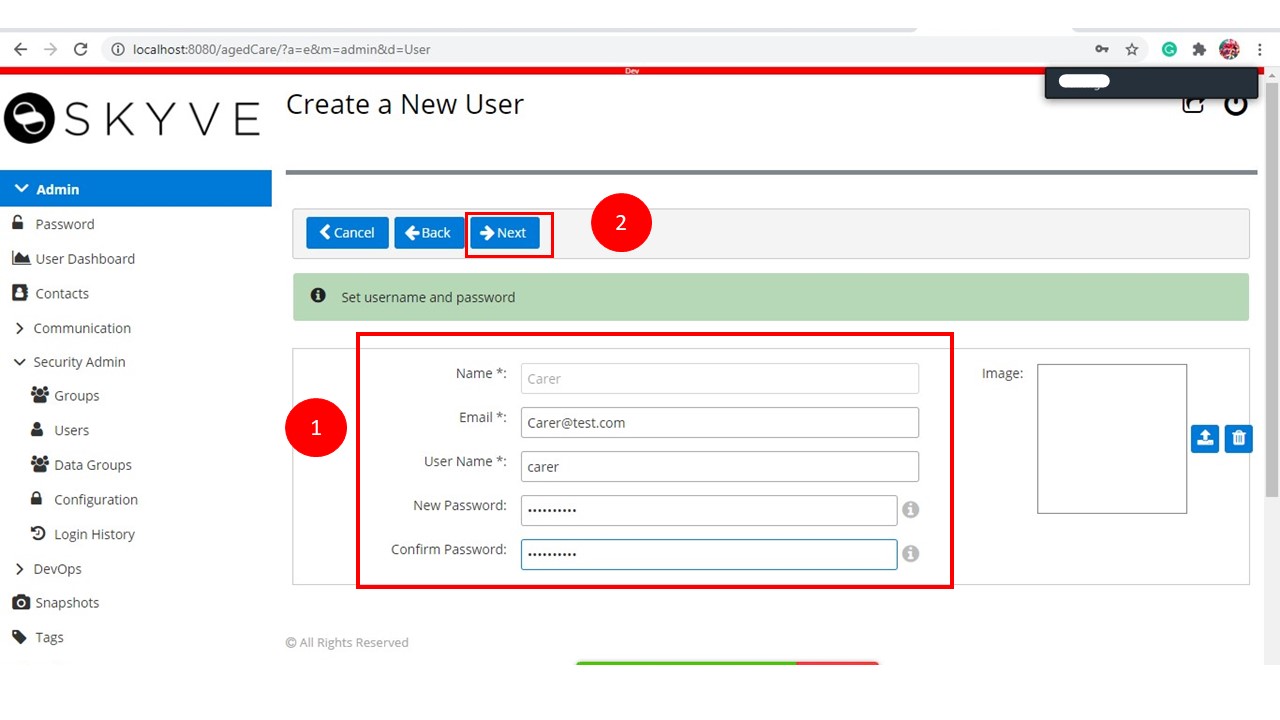 localhost:8080/agedCare/?a=e&m=admin&d=User
Dev
SKYVE
Create a New User
Admin
Password
User Dashboard
Contacts
Communication
Security Admin
Groups
Users
Data Groups
Configuration
Login History
DevOps
Snapshots
Tags
Cancel
Back
Next
2
Set username and password
1
Name *:
Carer
Email *:
Carer@test.com
User Name *:
carer
New Password:
••••••••••
Confirm Password:
••••••••••
Image:
© All Rights Reserved